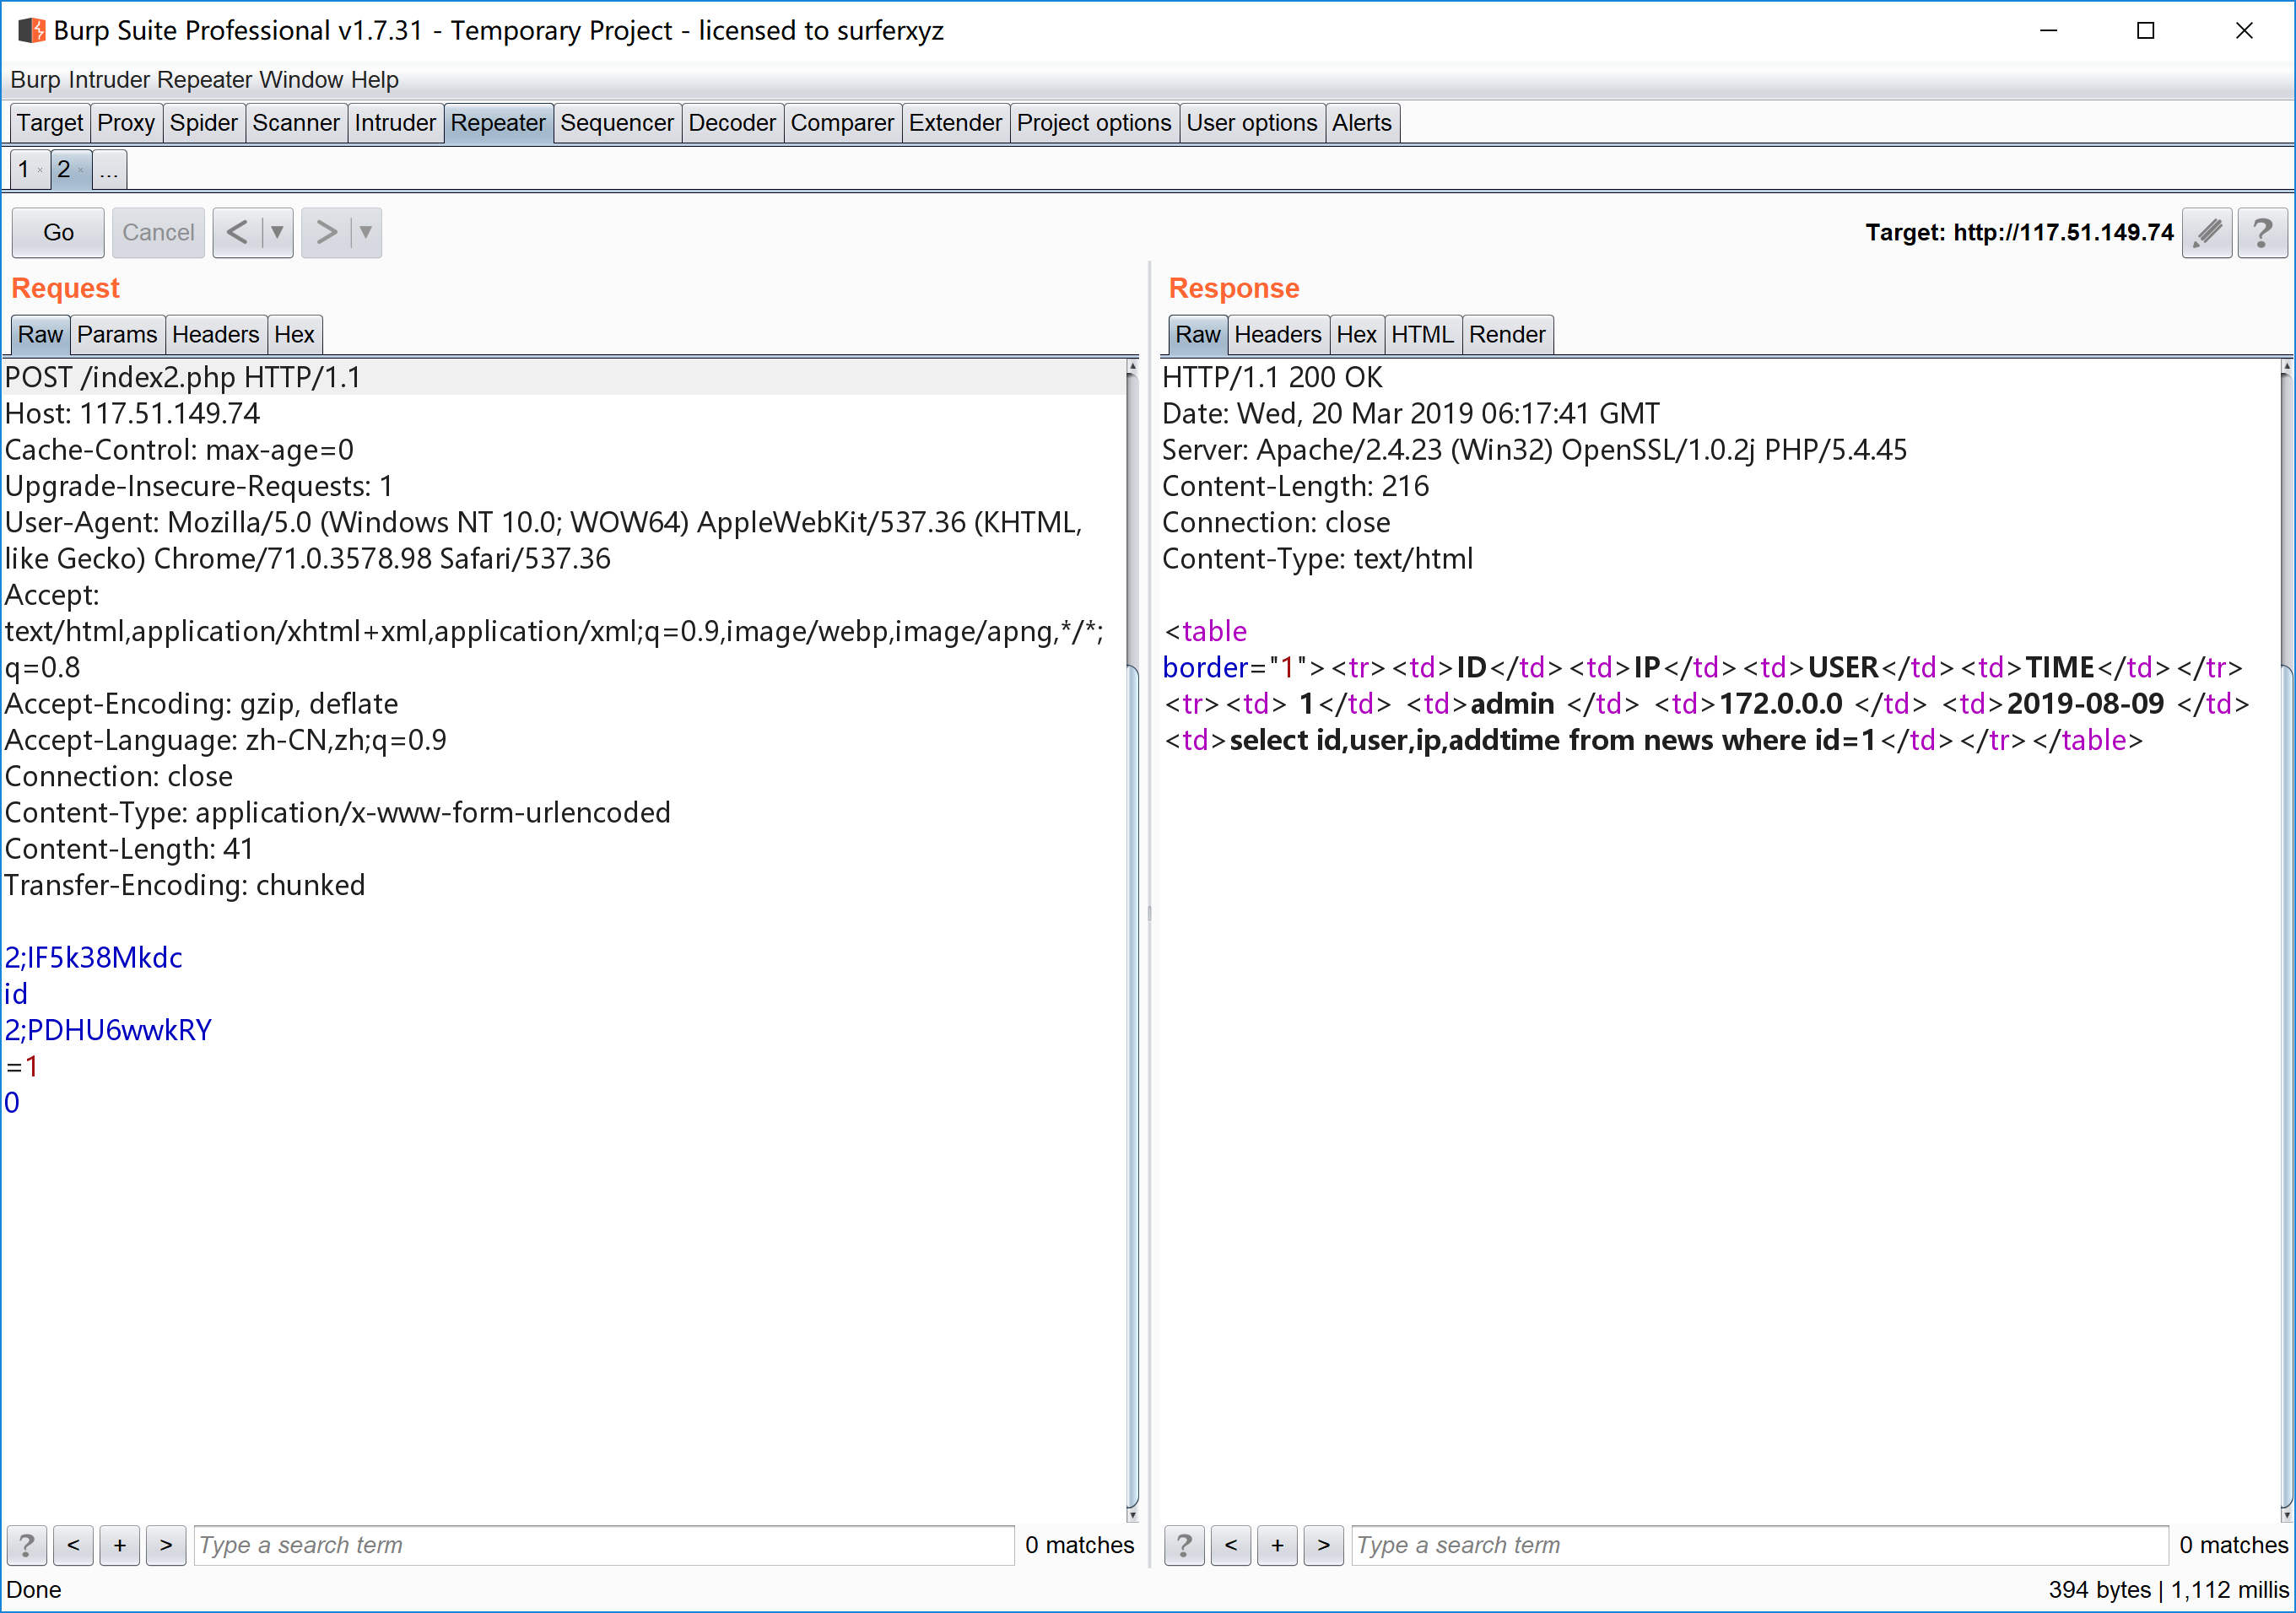 Burp Suite Professional v1.7.31 - Temporary Project - licensed to surferxyz
Burp Intruder Repeater Window Help
Target Proxy Spider Scanner Intruder Repeater Sequencer Decoder Comparer Extender Project options User options Alerts
1 × 2 × ...
Go Cancel < ▼ > ▼ Target: http://117.51.149.74 ?
Request
Raw Params Headers Hex
POST /index2.php HTTP/1.1
Host: 117.51.149.74
Cache-Control: max-age=0
Upgrade-Insecure-Requests: 1
User-Agent: Mozilla/5.0 (Windows NT 10.0; WOW64) AppleWebKit/537.36 (KHTML,
like Gecko) Chrome/71.0.3578.98 Safari/537.36
Accept:
text/html,application/xhtml+xml,application/xml;q=0.9,image/webp,image/apng,*/*;
q=0.8
Accept-Encoding: gzip, deflate
Accept-Language: zh-CN,zh;q=0.9
Connection: close
Content-Type: application/x-www-form-urlencoded
Content-Length: 41
Transfer-Encoding: chunked
2;IF5k38Mkdc
id
2;PDHU6wwkRY
=1
0
? < + > Type a search term 0 matches
Response
Raw Headers Hex HTML Render
HTTP/1.1 200 OK
Date: Wed, 20 Mar 2019 06:17:41 GMT
Server: Apache/2.4.23 (Win32) OpenSSL/1.0.2j PHP/5.4.45
Content-Length: 216
Connection: close
Content-Type: text/html
<table
border="1"><tr><td>ID</td><td>IP</td><td>USER</td><td>TIME</td></tr>
<tr><td> 1</td> <td>admin </td> <td>172.0.0.0 </td> <td>2019-08-09 </td>
<td>select id,user,ip,addtime from news where id=1</td></tr></table>
? < + > Type a search term 0 matches
Done 394 bytes | 1,112 millis